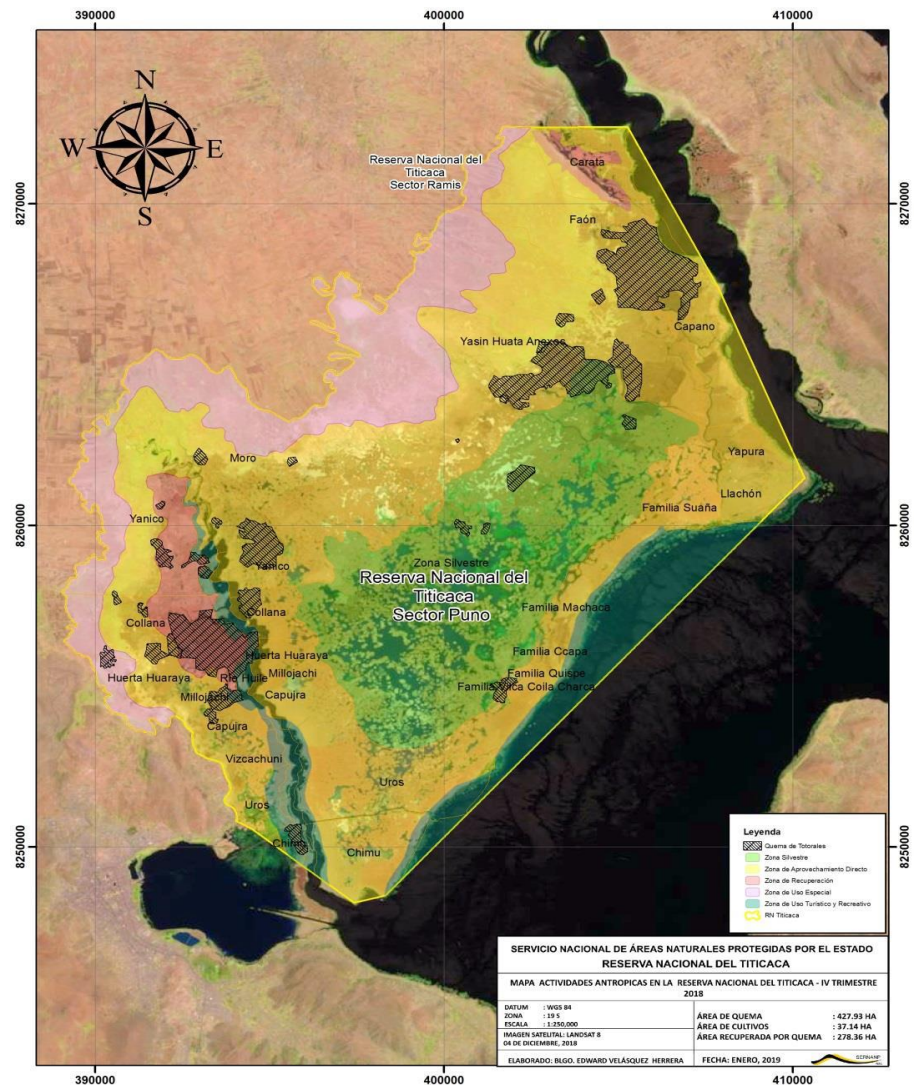 390000
400000
410000
N
W
E
S
8270000
8270000
8260000
8260000
8250000
8250000
Reserva Nacional del
Titicaca
Sector Ramis
Carata
Faón
Capano
Yasin Huata Anexos
Moro
Yapura
Llachón
Familia Suaña
Yanico
Yanico
Zona Silvestre
Reserva Nacional del
Titicaca
Sector Puno
Familia Machaca
Collana
Collana
Familia Ccapa
Huerta Huaraya
Familia Quispe
Huerta Huaraya
Río Huile
Millojachi
Familia Vilca Coila Charca
Millojachi
Capujra
Capujra
Vizcachuni
Uros
Uros
Chimu
Chimu
Leyenda
Quema de Totorales
Zona Silvestre
Zona de Aprovechamiento Directo
Zona de Recuperación
Zona de Uso Especial
Zona de Uso Turístico y Recreativo
RN Titicaca
SERVICIO NACIONAL DE ÁREAS NATURALES PROTEGIDAS POR EL ESTADO
RESERVA NACIONAL DEL TITICACA
MAPA ACTIVIDADES ANTROPICAS EN LA RESERVA NACIONAL DEL TITICACA - IV TRIMESTRE
2018
DATUM : WGS 84
ZONA : 19 S
ESCALA : 1:250,000
IMAGEN SATELITAL: LANDSAT 8
04 DE DICIEMBRE, 2018
ÁREA DE QUEMA : 427.93 HA
ÁREA DE CULTIVOS : 37.14 HA
ÁREA RECUPERADA POR QUEMA : 278.36 HA
ELABORADO: BLGO. EDWARD VELÁSQUEZ HERRERA
FECHA: ENERO, 2019
SERNANP
390000
400000
410000